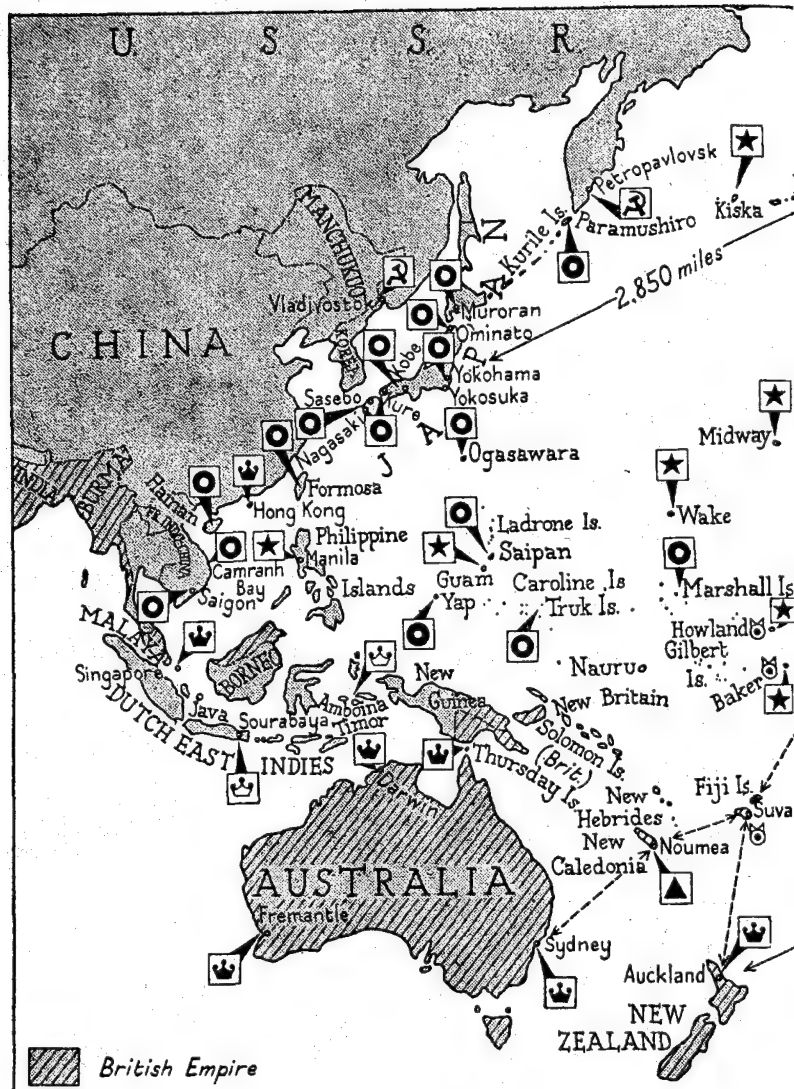 U. S. S. R.
Petropavlovsk
Kiska
Paramushiro
Kurile Is.
MANCHUKUO
2,850 miles
Vladivostok
Muroran
Ominato
CHINA
KOREA
Kobe
JAPAN
Yokohama
Sasebo
Kure
Yokosuka
Nagasaki
Midway
Ogasawara
INDIA
BURMA
Hainan
Formosa
Hong Kong
Wake
FR. INDO-CHINA
Philippine
Ladrone Is.
Manila
Saipan
Camranh
Bay
Islands
Guam
Caroline Is
Marshall Is
Saigon
Yap
Truk Is.
MALAYA
Howland
Gilbert
Is.
Singapore
BORNEO
New
Guinea
Nauru
Baker
Java
Sourabaya
Amboina
Timor
New Britain
DUTCH EAST
INDIES
Solomon Is.
(Brit.)
Thursday Is.
Darwin
Fiji Is.
Suva
New
Hebrides
New
Caledonia
Noumea
AUSTRALIA
Fremantle
Sydney
Auckland
NEW
ZEALAND
British Empire